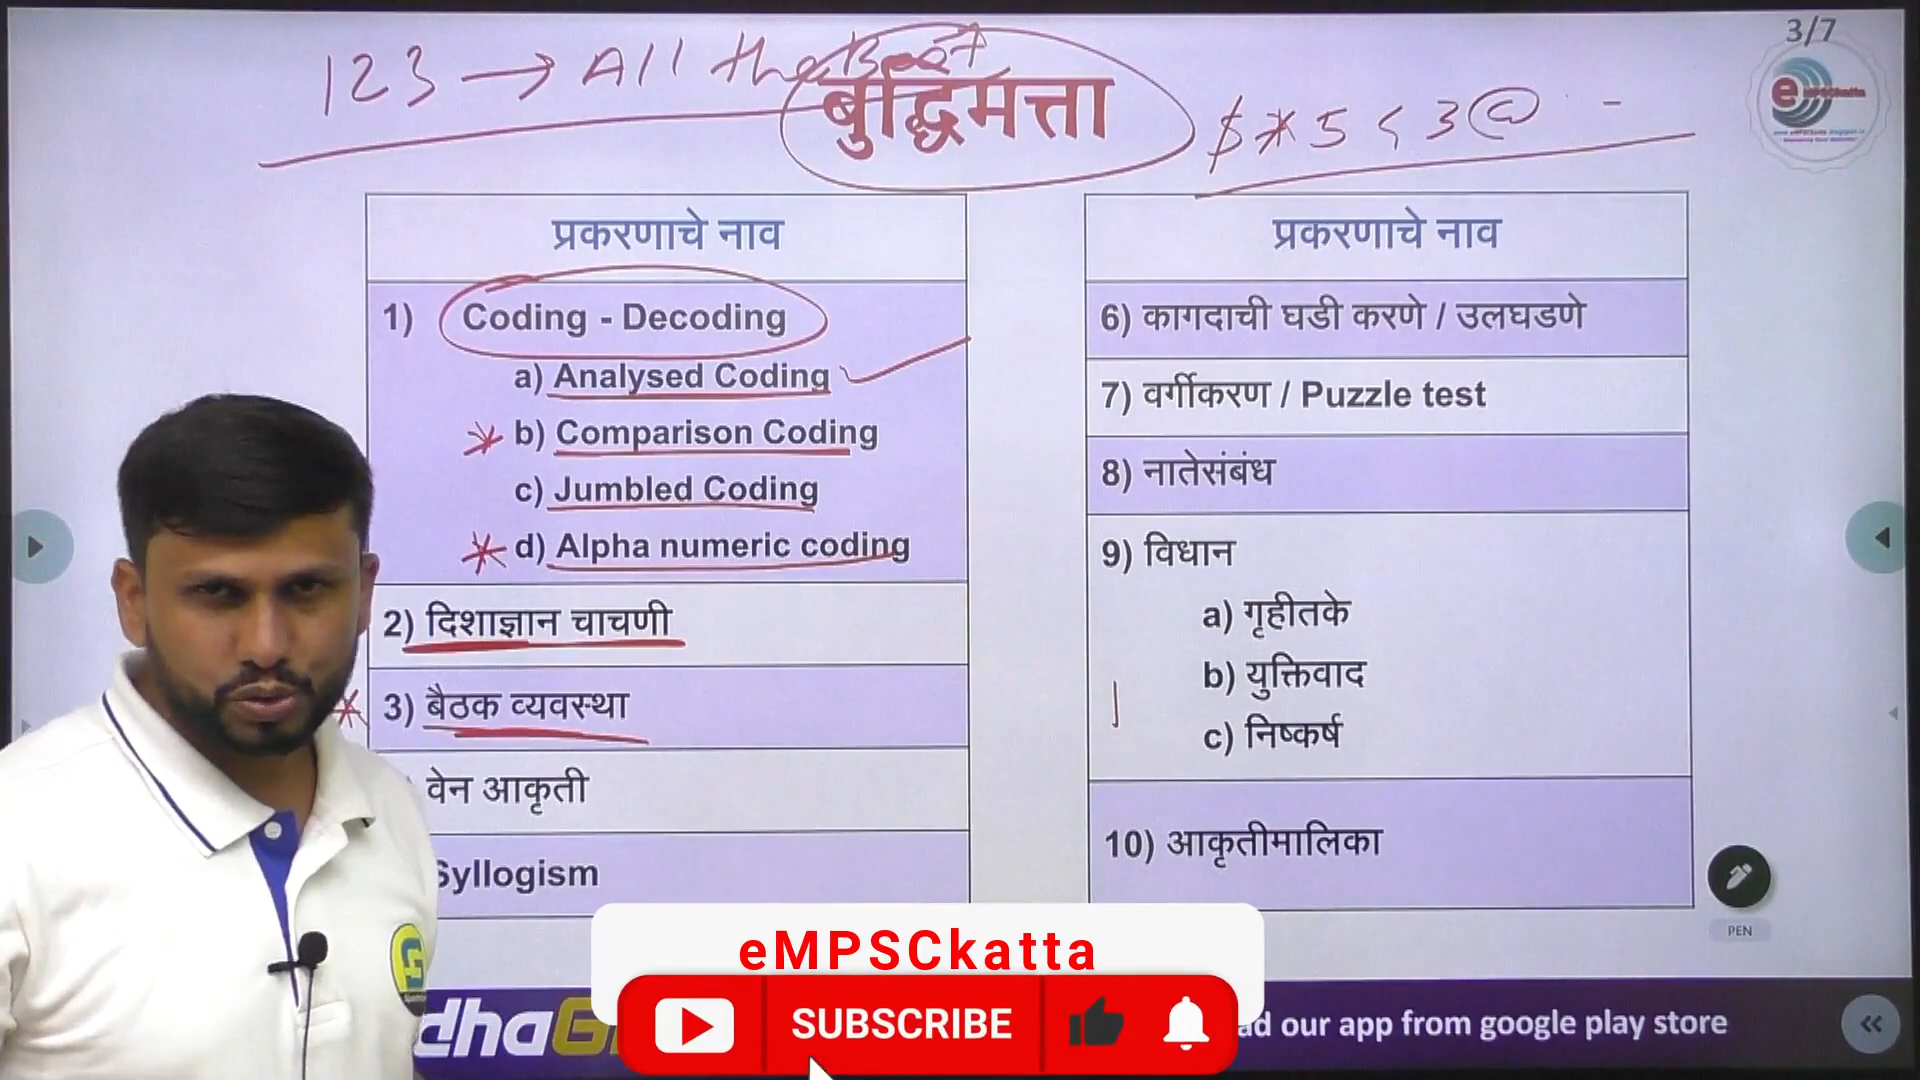 3/7
123 → All the Best
बुद्धिमत्ता
$*5<3@ -
प्रकरणाचे नाव
1) Coding - Decoding
a) Analysed Coding
b) Comparison Coding
c) Jumbled Coding
d) Alpha numeric coding
2) दिशाज्ञान चाचणी
3) बैठक व्यवस्था
वेन आकृती
Syllogism
प्रकरणाचे नाव
6) कागदाची घडी करणे / उलघडणे
7) वर्गीकरण / Puzzle test
8) नातेसंबंध
9) विधान
a) गृहीतके
b) युक्तिवाद
c) निष्कर्ष
10) आकृतीमालिका
PEN
eMPSCkatta
SUBSCRIBE
our app from google play store